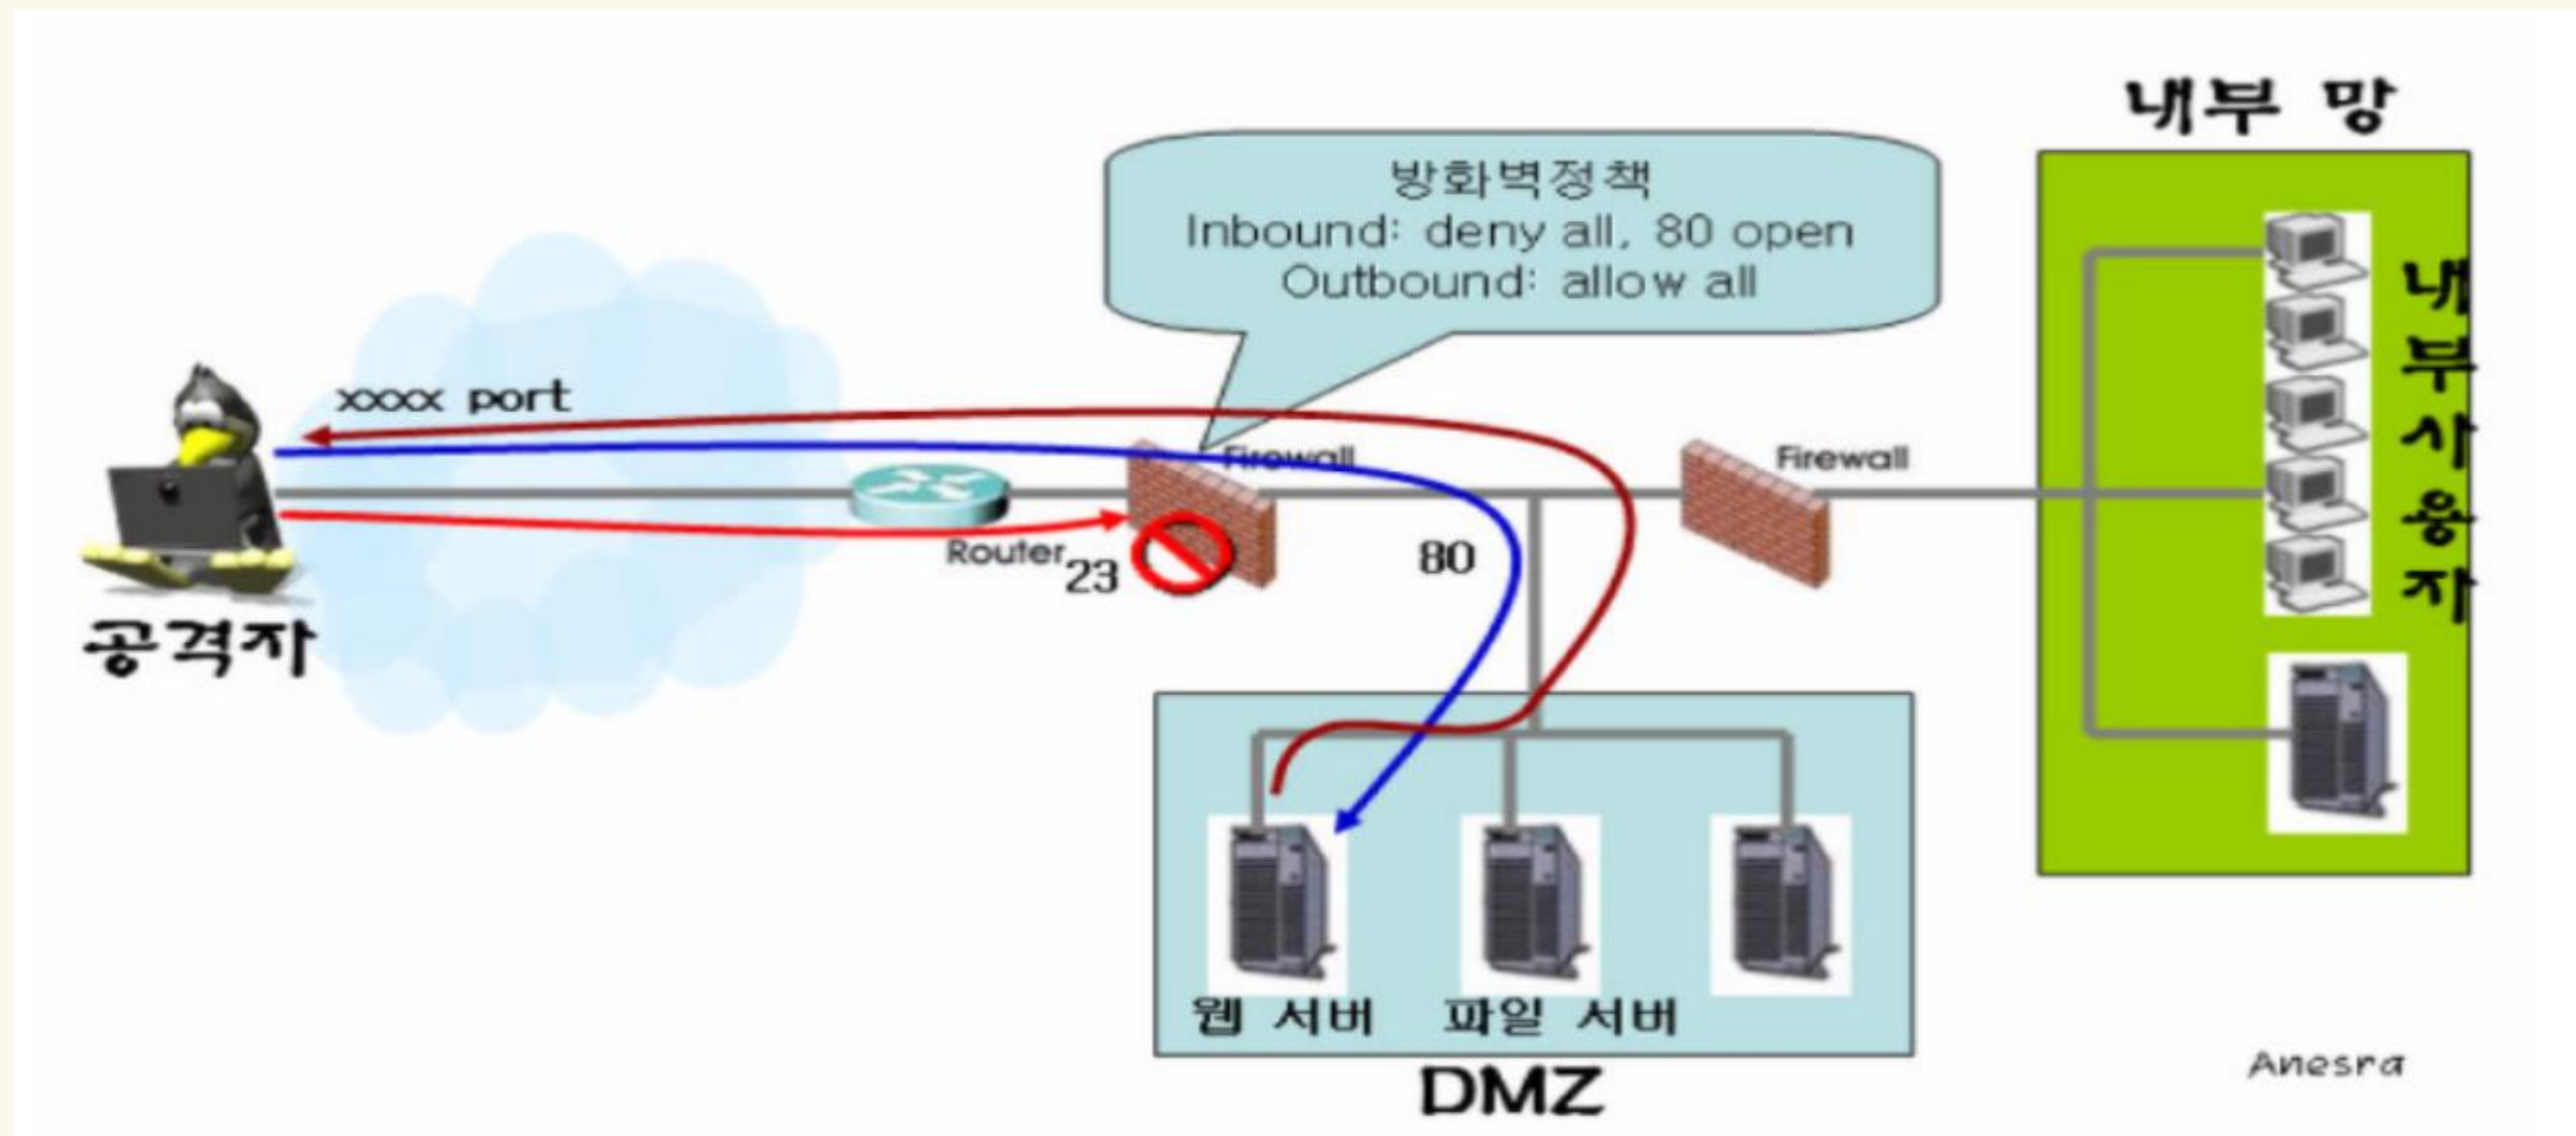 내부 망
방화벽정책
Inbound: deny all, 80 open
Outbound: allow all
xxxx port
Firewall
Firewall
내부사용자
Router
23
80
공격자
웹 서버
파일 서버
DMZ
Anesra